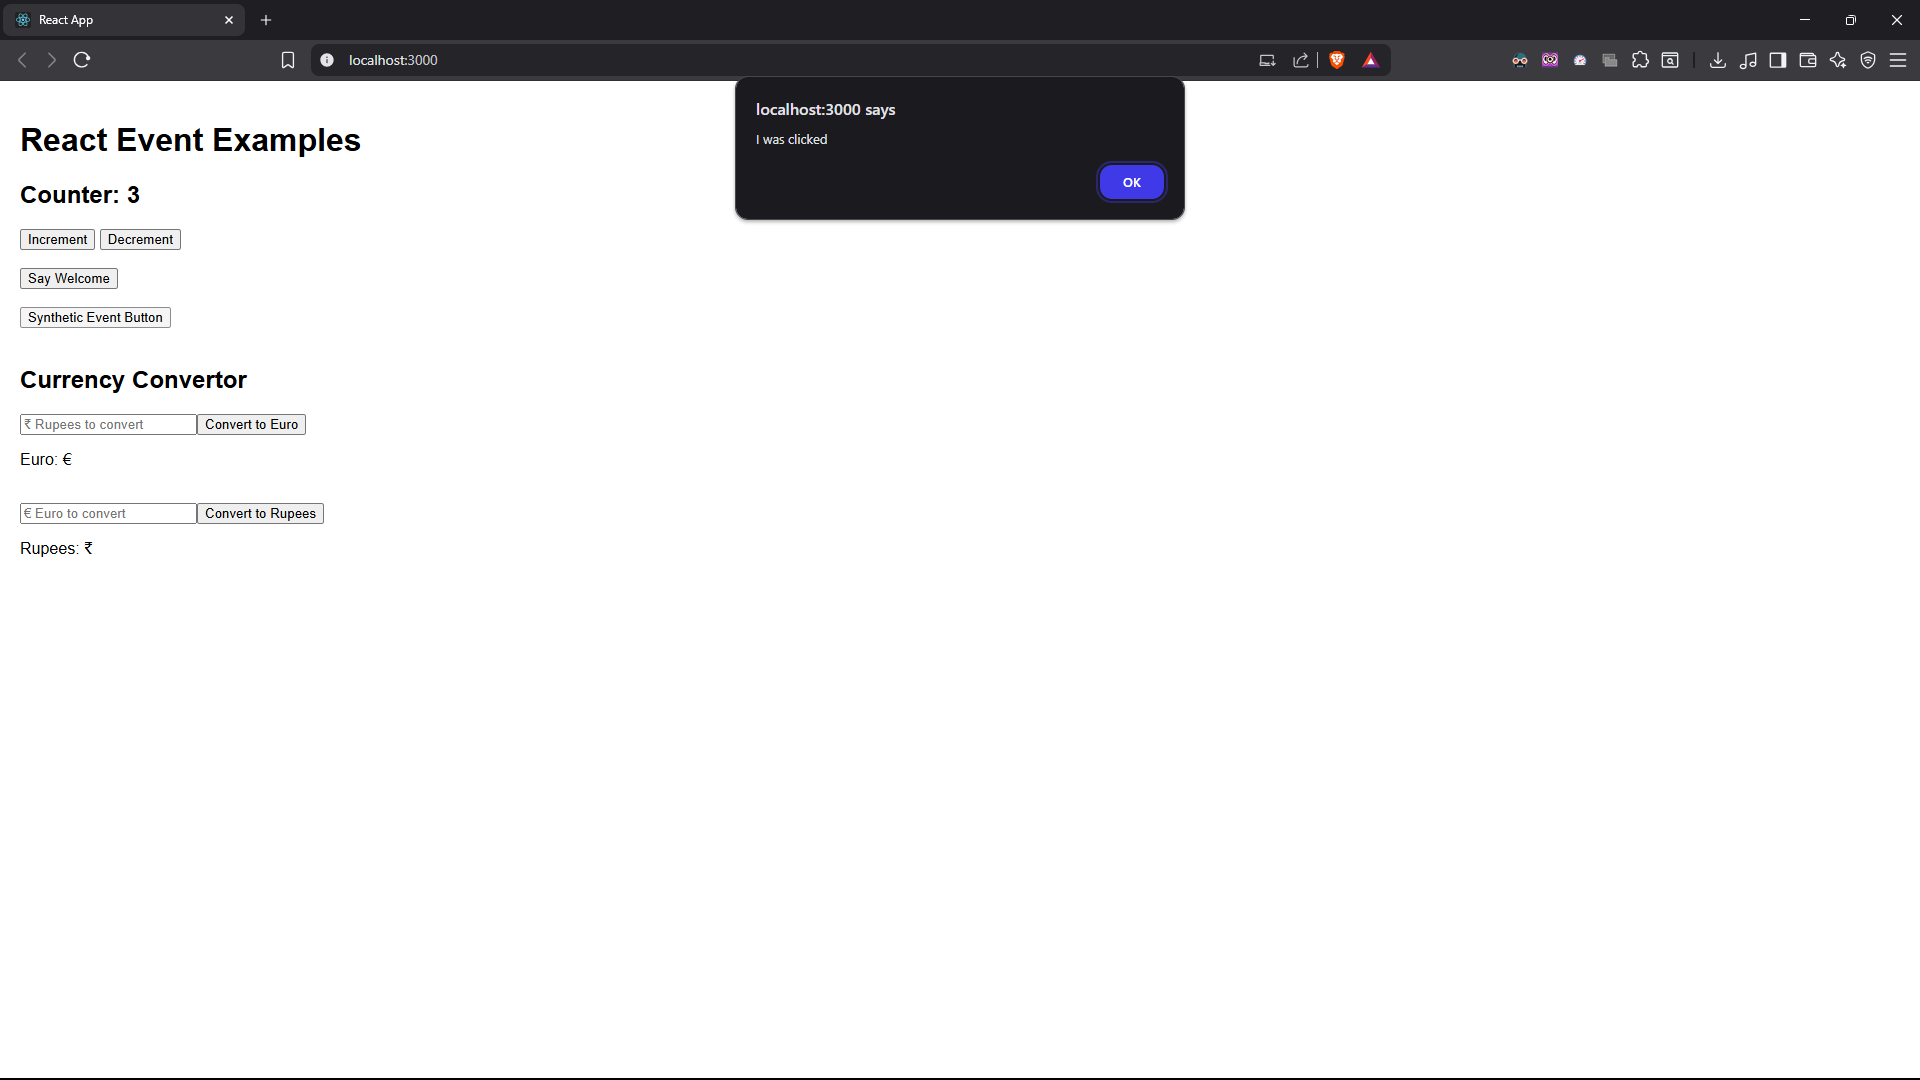 React App
localhost:3000
localhost:3000 says
I was clicked
OK
React Event Examples
Counter: 3
Increment Decrement
Say Welcome
Synthetic Event Button
Currency Convertor
₹ Rupees to convert Convert to Euro
Euro: €
€ Euro to convert Convert to Rupees
Rupees: ₹